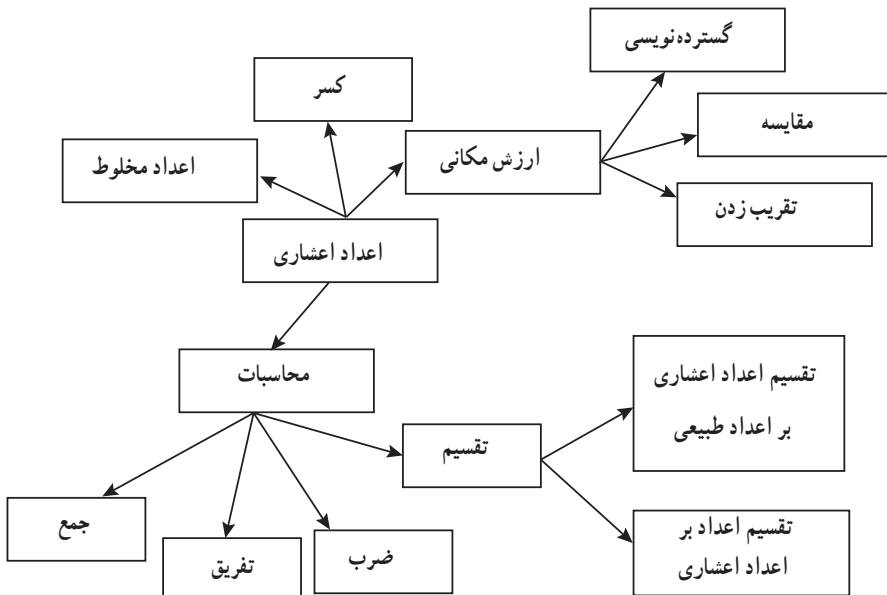 گسترده‌نویسی
کسر
مقایسه
ارزش مکانی
اعداد مخلوط
تقریب زدن
اعداد اعشاری
محاسبات
تقسیم اعداد اعشاری
بر اعداد طبیعی
تقسیم
جمع
تفریق
ضرب
تقسیم اعداد بر
اعداد اعشاری